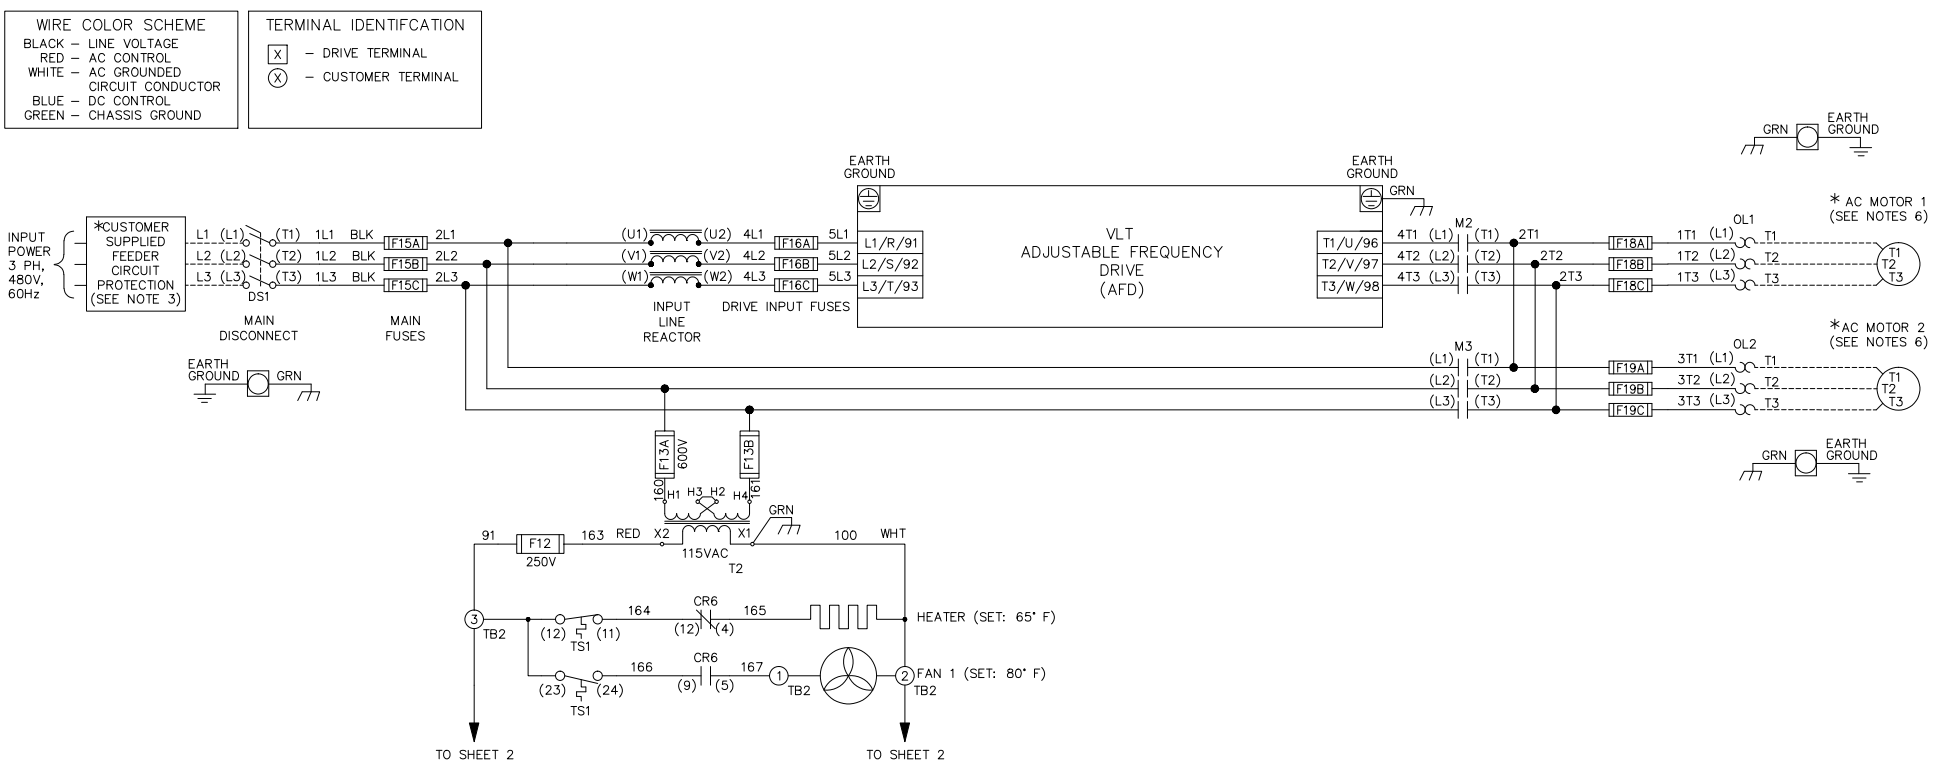 WIRE COLOR SCHEME
BLACK – LINE VOLTAGE
RED – AC CONTROL
WHITE – AC GROUNDED
CIRCUIT CONDUCTOR
BLUE – DC CONTROL
GREEN – CHASSIS GROUND
TERMINAL IDENTIFCATION
X – DRIVE TERMINAL
X – CUSTOMER TERMINAL
INPUT
POWER
3 PH,
480V,
60Hz
*CUSTOMER
SUPPLIED
FEEDER
CIRCUIT
PROTECTION
(SEE NOTE 3)
L1 (L1) (T1) 1L1 BLK F15A 2L1
L2 (L2) (T2) 1L2 BLK F15B 2L2
L3 (L3) (T3) 1L3 BLK F15C 2L3
DS1
MAIN
DISCONNECT
MAIN
FUSES
EARTH
GROUND GRN
(U1) (U2) 4L1 F16A 5L1
(V1) (V2) 4L2 F16B 5L2
(W1) (W2) 4L3 F16C 5L3
INPUT
LINE
REACTOR
DRIVE INPUT FUSES
EARTH
GROUND
L1/R/91
L2/S/92
L3/T/93
VLT
ADJUSTABLE FREQUENCY
DRIVE
(AFD)
EARTH
GROUND
GRN
T1/U/96
T2/V/97
T3/W/98
M2
4T1 (L1) (T1) 2T1 F18A 1T1 (L1) T1
4T2 (L2) (T2) 2T2 F18B 1T2 (L2) T2
4T3 (L3) (T3) 2T3 F18C 1T3 (L3) T3
OL1
GRN EARTH
GROUND
* AC MOTOR 1
(SEE NOTES 6)
T1
T2
T3
M3
(L1) (T1) F19A 3T1 (L1) T1
(L2) (T2) F19B 3T2 (L2) T2
(L3) (T3) F19C 3T3 (L3) T3
OL2
*AC MOTOR 2
(SEE NOTES 6)
T1
T2
T3
GRN EARTH
GROUND
F13A
600V
F13B
160
161
H1 H3 H2 H4
GRN
91 F12 163 RED X2 X1 100 WHT
250V
115VAC
T2
3
TB2
(12) (11) 164 CR6 (12) (4) 165
TS1
HEATER (SET: 65° F)
(23) (24) 166 CR6 (9) (5) 167 1 TB2
TS1
2 FAN 1 (SET: 80° F)
TB2
TO SHEET 2
TO SHEET 2